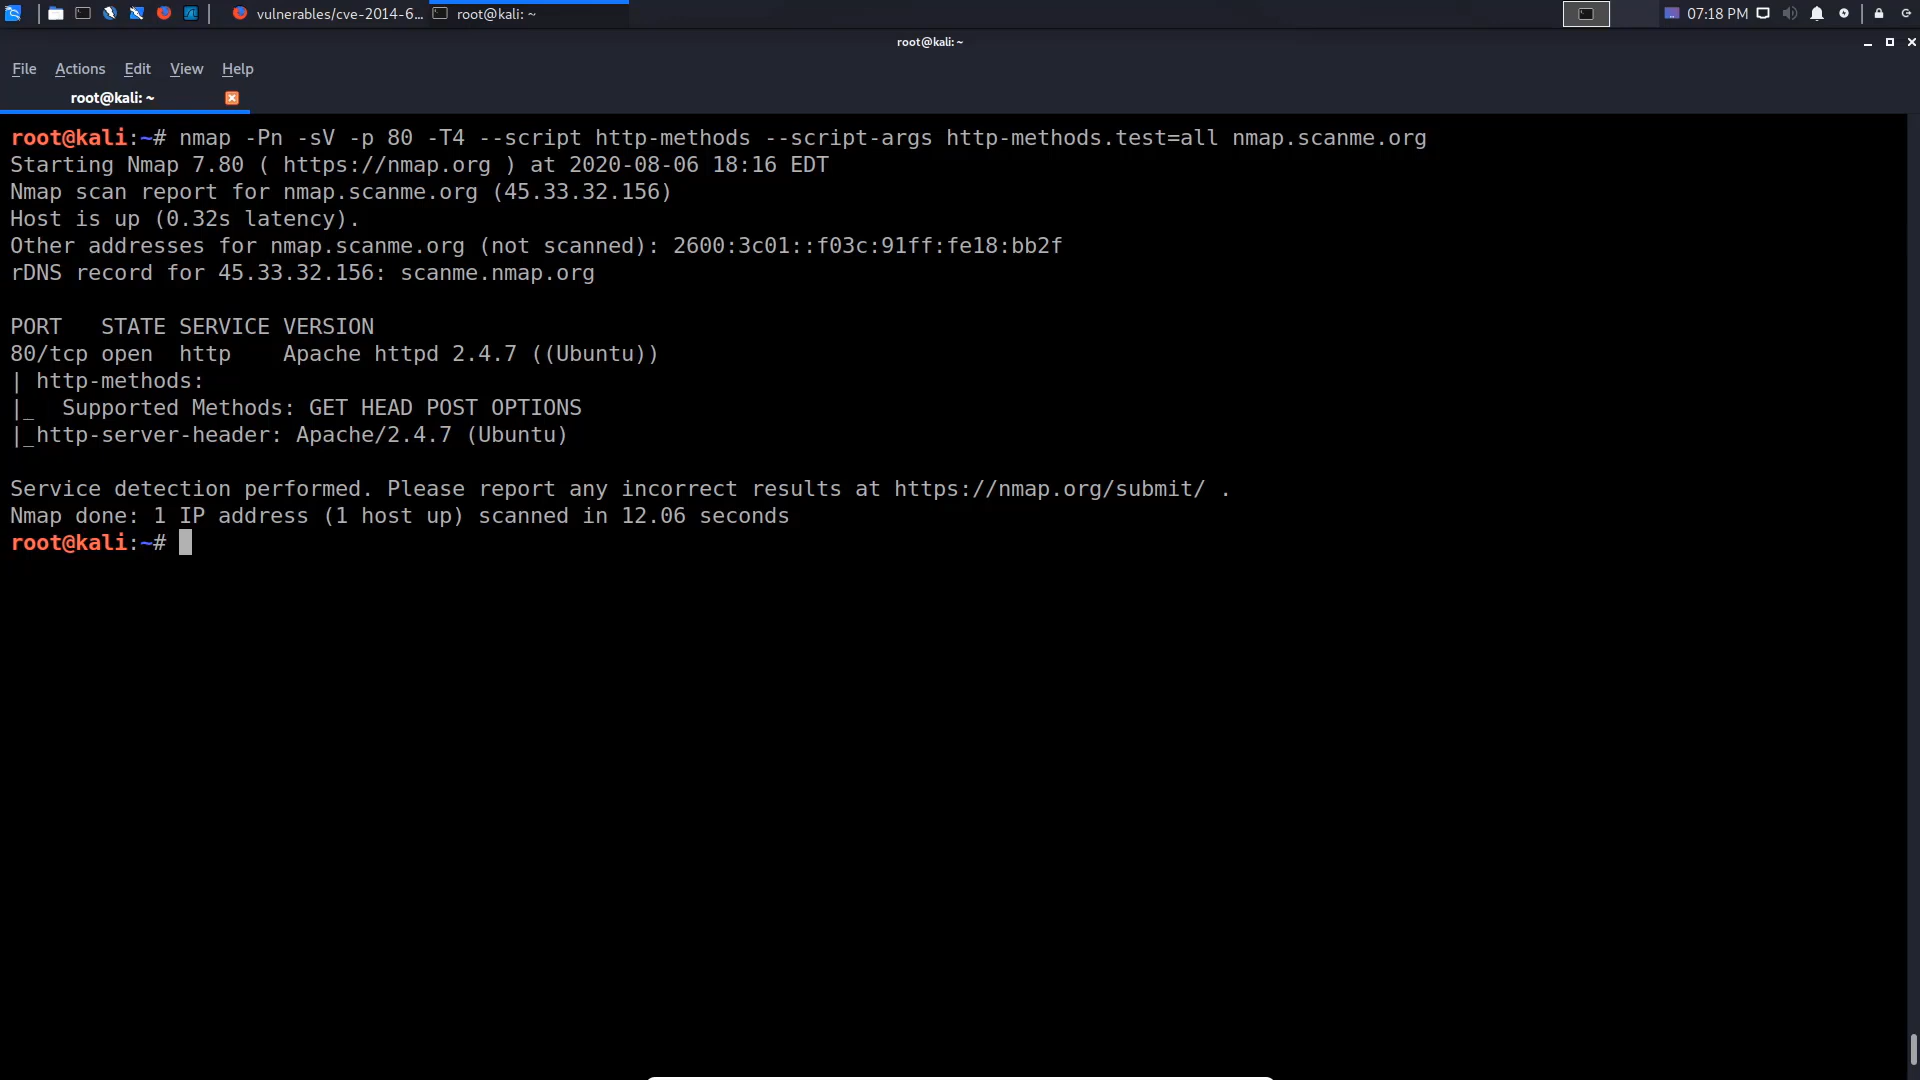 vulnerables/cve-2014-6...
root@kali: ~
07:18 PM
root@kali: ~
File Actions Edit View Help
root@kali: ~
root@kali:~# nmap -Pn -sV -p 80 -T4 --script http-methods --script-args http-methods.test=all nmap.scanme.org
Starting Nmap 7.80 ( https://nmap.org ) at 2020-08-06 18:16 EDT
Nmap scan report for nmap.scanme.org (45.33.32.156)
Host is up (0.32s latency).
Other addresses for nmap.scanme.org (not scanned): 2600:3c01::f03c:91ff:fe18:bb2f
rDNS record for 45.33.32.156: scanme.nmap.org
PORT   STATE SERVICE VERSION
80/tcp open  http    Apache httpd 2.4.7 ((Ubuntu))
| http-methods:
|_  Supported Methods: GET HEAD POST OPTIONS
|_http-server-header: Apache/2.4.7 (Ubuntu)
Service detection performed. Please report any incorrect results at https://nmap.org/submit/ .
Nmap done: 1 IP address (1 host up) scanned in 12.06 seconds
root@kali:~#